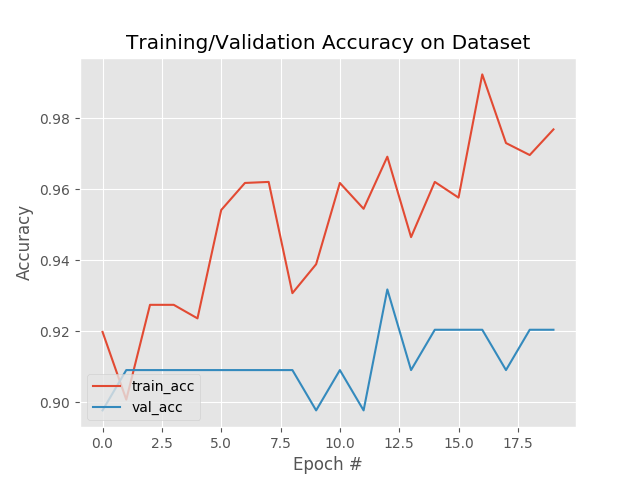 Training/Validation Accuracy on Dataset
Accuracy
0.98
0.96
0.94
0.92
0.90
train_acc
val_acc
0.0 2.5 5.0 7.5 10.0 12.5 15.0 17.5
Epoch #